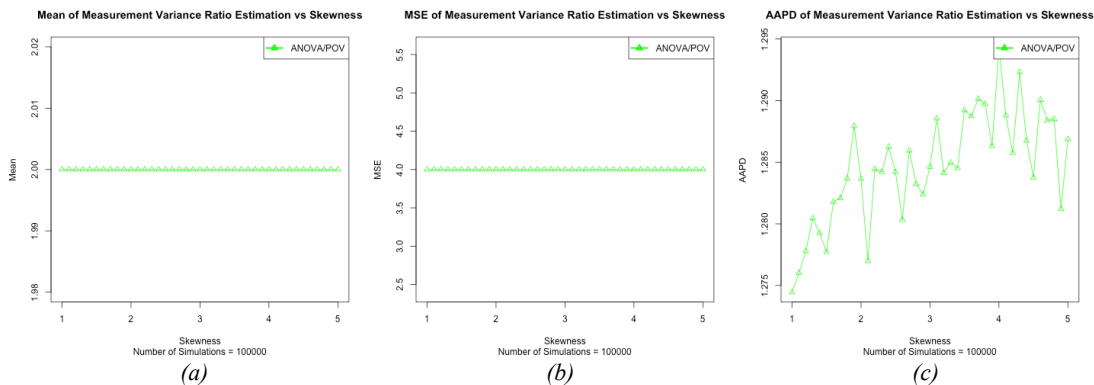 Mean of Measurement Variance Ratio Estimation vs Skewness
ANOVA/POV
Mean
2.02
2.01
2.00
1.99
1.98
1 2 3 4 5
Skewness
Number of Simulations = 100000
(a)
MSE of Measurement Variance Ratio Estimation vs Skewness
ANOVA/POV
MSE
5.5
5.0
4.5
4.0
3.5
3.0
2.5
1 2 3 4 5
Skewness
Number of Simulations = 100000
(b)
AAPD of Measurement Variance Ratio Estimation vs Skewness
ANOVA/POV
AAPD
1.295
1.290
1.285
1.280
1.275
1 2 3 4 5
Skewness
Number of Simulations = 100000
(c)